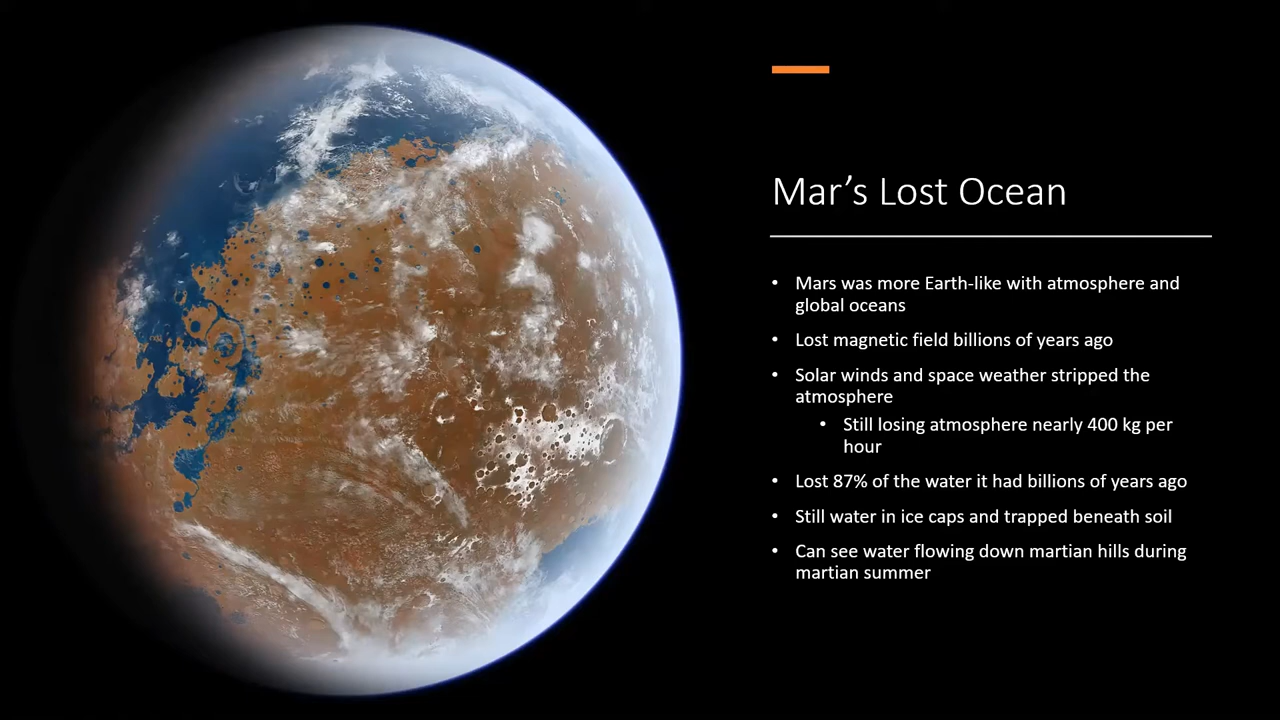 Mar’s Lost Ocean
• Mars was more Earth-like with atmosphere and
global oceans
• Lost magnetic field billions of years ago
• Solar winds and space weather stripped the
atmosphere
• Still losing atmosphere nearly 400 kg per
hour
• Lost 87% of the water it had billions of years ago
• Still water in ice caps and trapped beneath soil
• Can see water flowing down martian hills during
martian summer